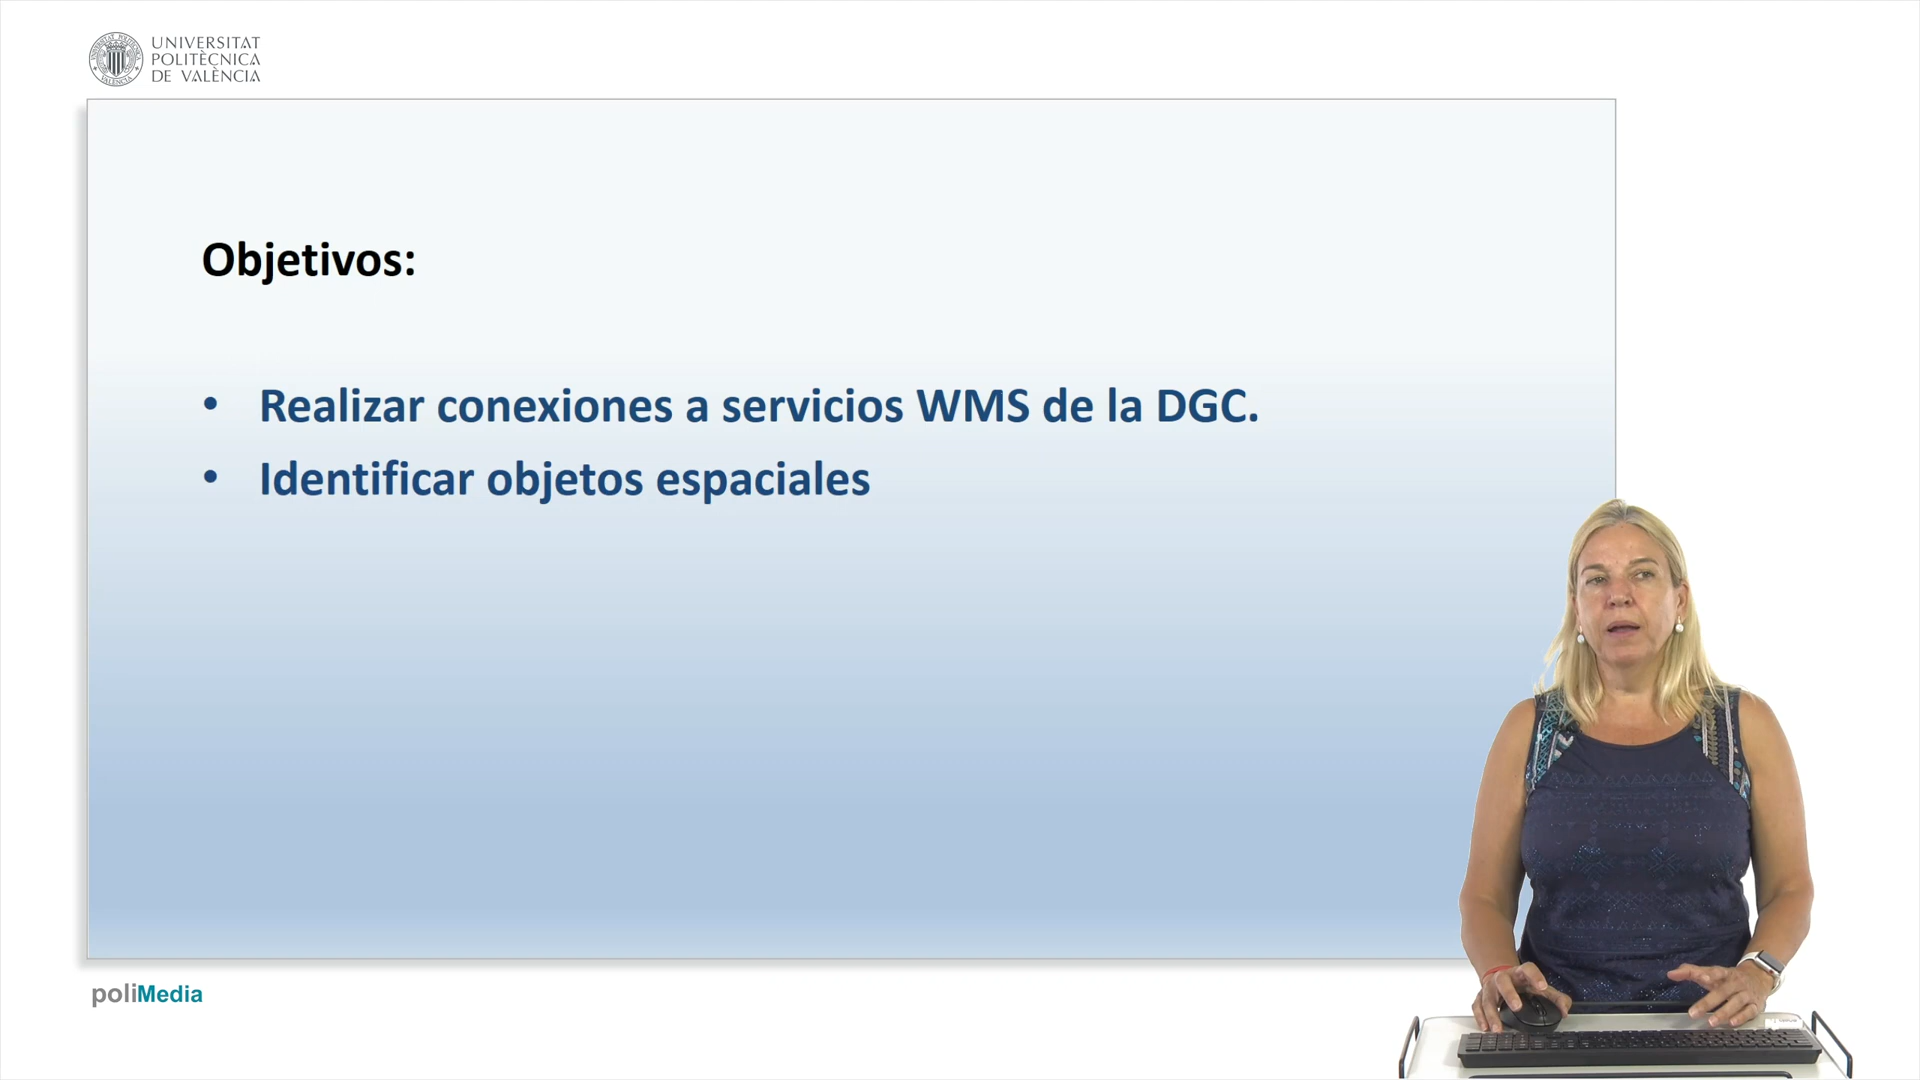 UNIVERSITAT
POLITÈCNICA
DE VALÈNCIA
Objetivos:
• Realizar conexiones a servicios WMS de la DGC.
• Identificar objetos espaciales
poliMedia